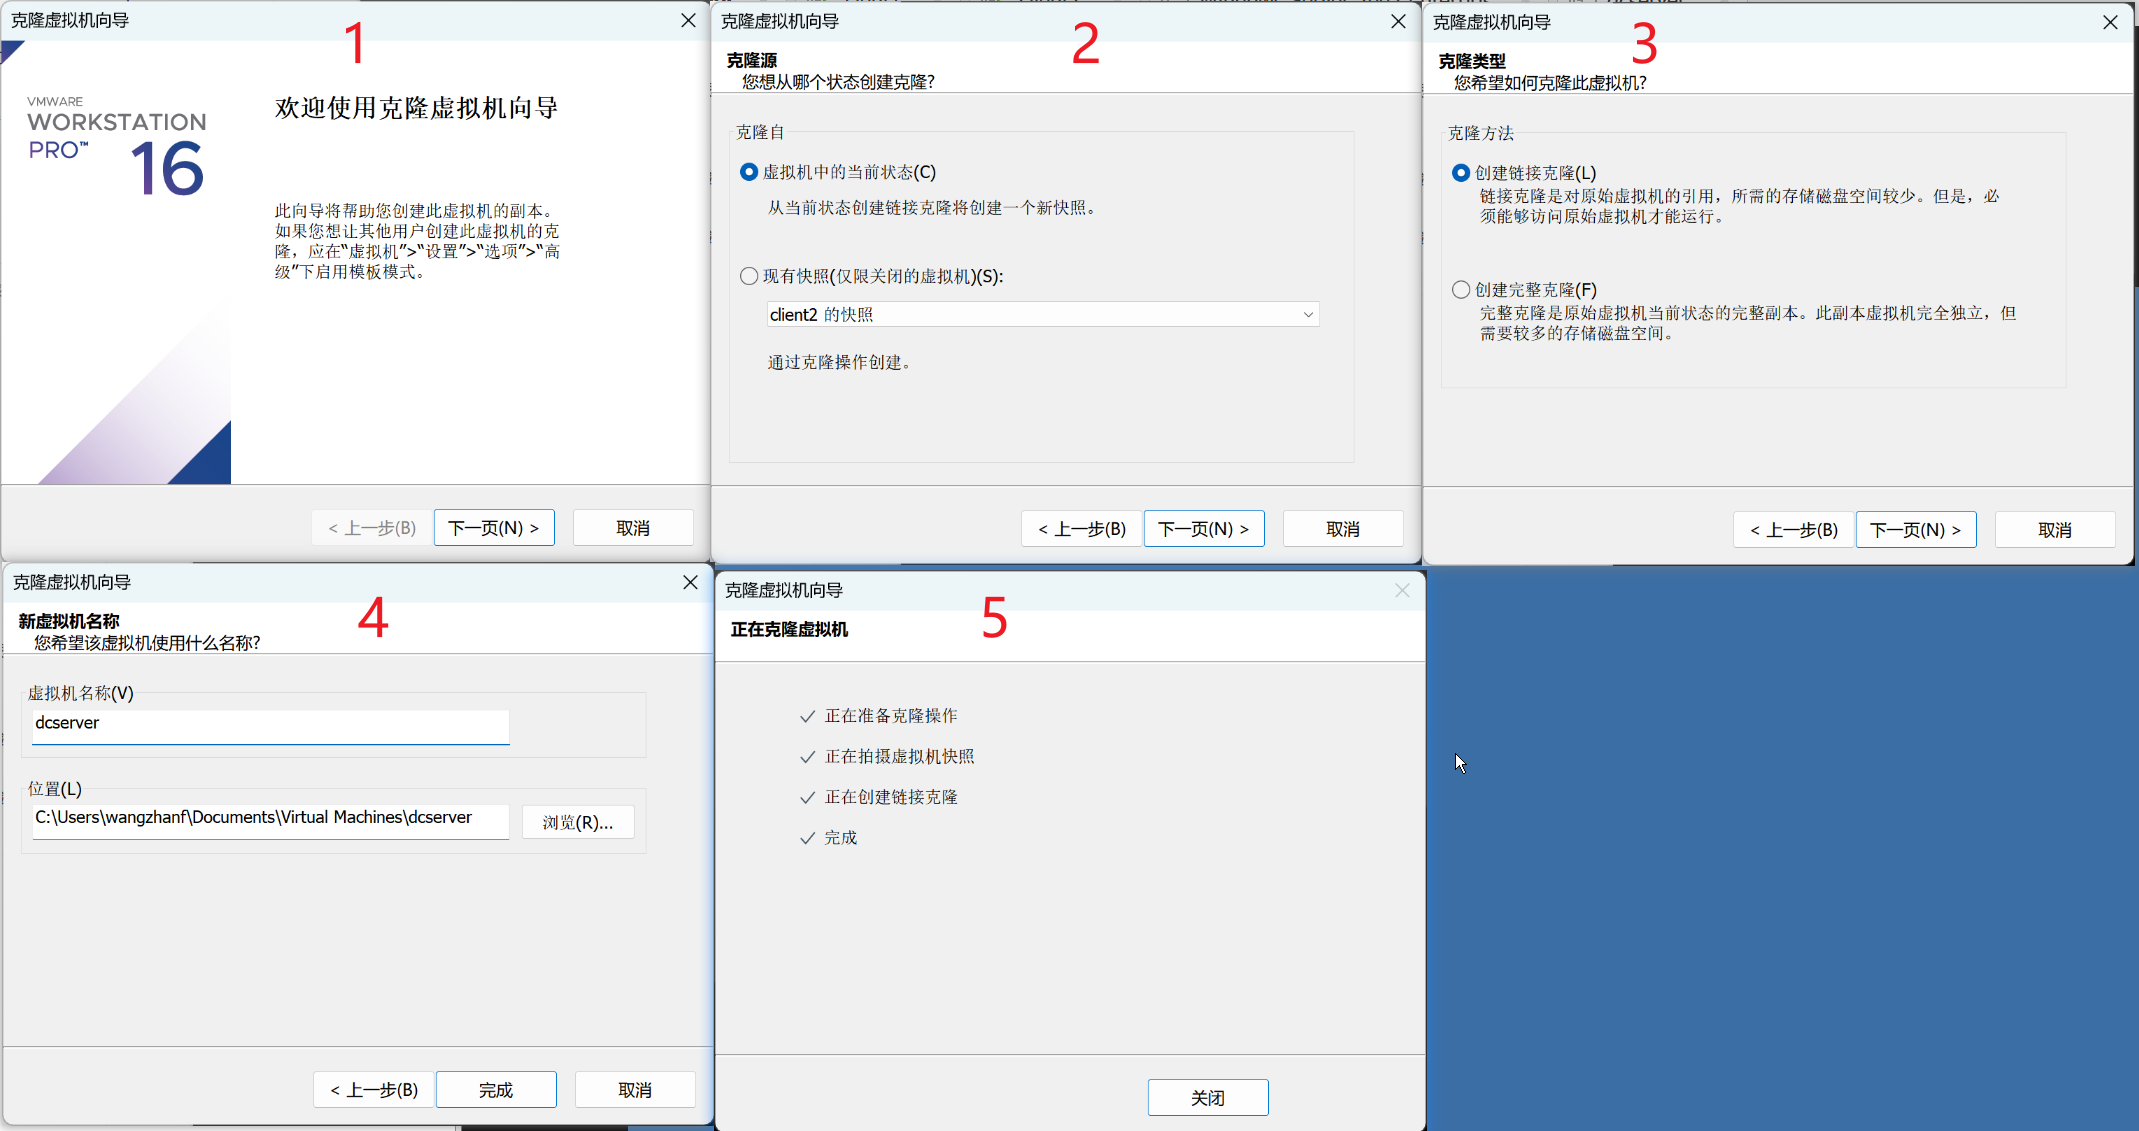 克隆虚拟机向导
1
VMWARE
WORKSTATION
PRO™ 16
欢迎使用克隆虚拟机向导
此向导将帮助您创建此虚拟机的副本。
如果您想让其他用户创建此虚拟机的克
隆，应在“虚拟机”>“设置”>“选项”>“高
级”下启用模板模式。
< 上一步(B)
下一页(N) >
取消
克隆虚拟机向导
2
克隆源
您想从哪个状态创建克隆?
克隆自
虚拟机中的当前状态(C)
从当前状态创建链接克隆将创建一个新快照。
现有快照(仅限关闭的虚拟机)(S):
client2 的快照
通过克隆操作创建。
< 上一步(B)
下一页(N) >
取消
克隆虚拟机向导
3
克隆类型
您希望如何克隆此虚拟机?
克隆方法
创建链接克隆(L)
链接克隆是对原始虚拟机的引用，所需的存储磁盘空间较少。但是，必
须能够访问原始虚拟机才能运行。
创建完整克隆(F)
完整克隆是原始虚拟机当前状态的完整副本。此副本虚拟机完全独立，但
需要较多的存储磁盘空间。
< 上一步(B)
下一页(N) >
取消
克隆虚拟机向导
4
新虚拟机名称
您希望该虚拟机使用什么名称?
虚拟机名称(V)
dcserver
位置(L)
C:\Users\wangzhanf\Documents\Virtual Machines\dcserver
浏览(R)...
< 上一步(B)
完成
取消
克隆虚拟机向导
5
正在克隆虚拟机
正在准备克隆操作
正在拍摄虚拟机快照
正在创建链接克隆
完成
关闭